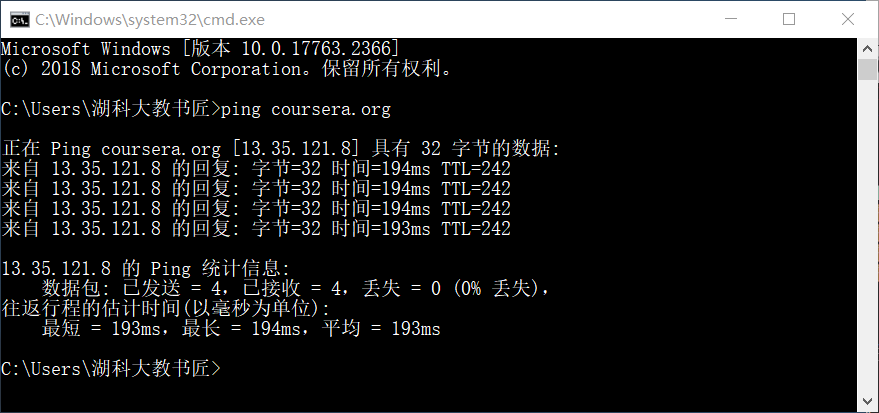 C:\Windows\system32\cmd.exe
Microsoft Windows [版本 10.0.17763.2366]
(c) 2018 Microsoft Corporation。保留所有权利。
C:\Users\湖科大教书匠>ping coursera.org
正在 Ping coursera.org [13.35.121.8] 具有 32 字节的数据:
来自 13.35.121.8 的回复: 字节=32 时间=194ms TTL=242
来自 13.35.121.8 的回复: 字节=32 时间=194ms TTL=242
来自 13.35.121.8 的回复: 字节=32 时间=194ms TTL=242
来自 13.35.121.8 的回复: 字节=32 时间=193ms TTL=242
13.35.121.8 的 Ping 统计信息:
数据包: 已发送 = 4，已接收 = 4，丢失 = 0 (0% 丢失)，
往返行程的估计时间(以毫秒为单位):
最短 = 193ms，最长 = 194ms，平均 = 193ms
C:\Users\湖科大教书匠>